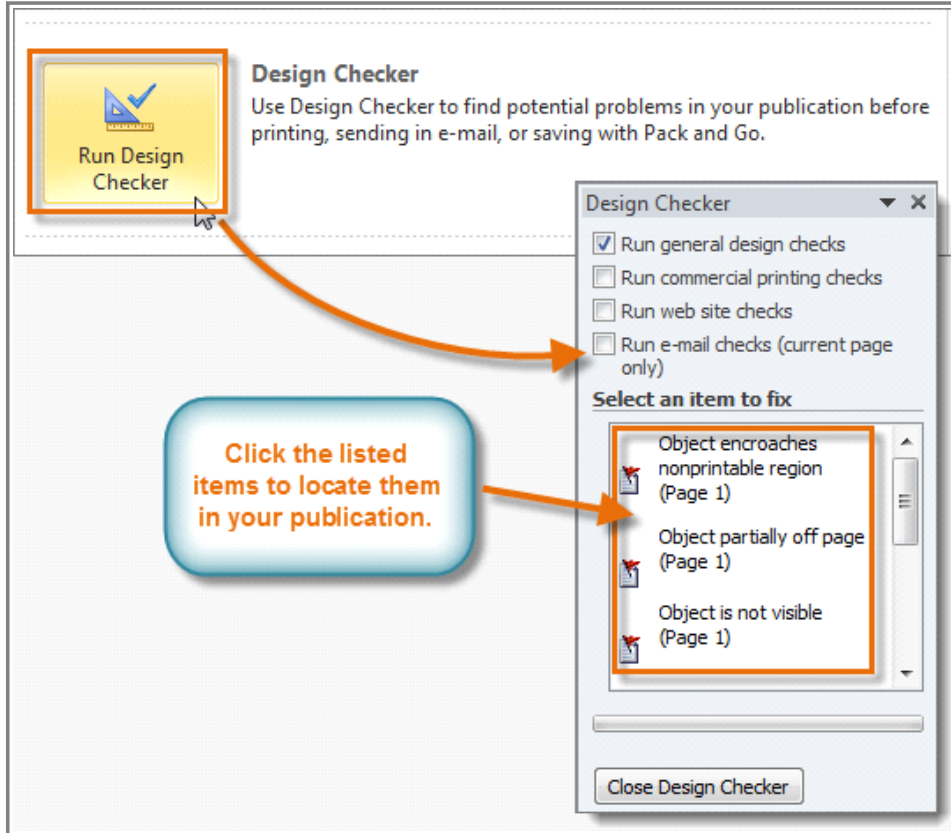 Design Checker
Use Design Checker to find potential problems in your publication before
printing, sending in e-mail, or saving with Pack and Go.
Run Design
Checker
Design Checker
Run general design checks
Run commercial printing checks
Run web site checks
Run e-mail checks (current page
only)
Select an item to fix
Object encroaches
nonprintable region
(Page 1)
Object partially off page
(Page 1)
Object is not visible
(Page 1)
Close Design Checker
Click the listed
items to locate them
in your publication.